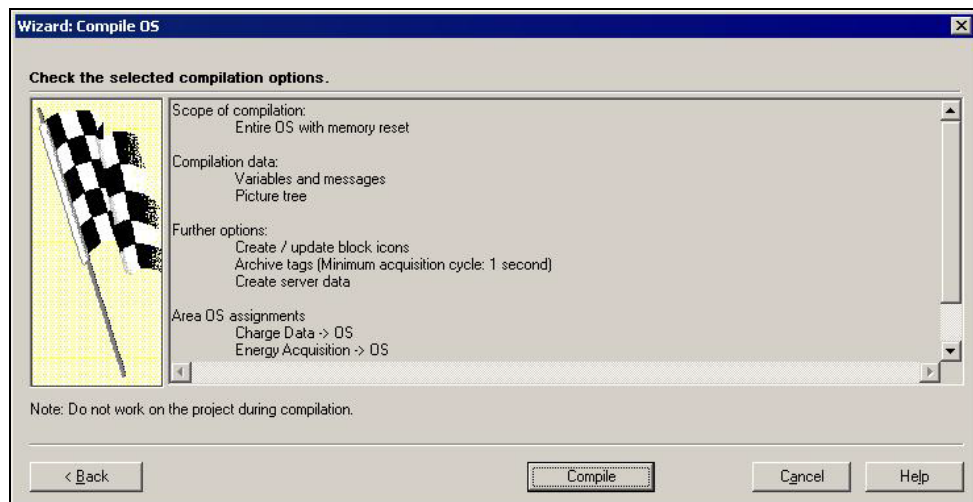 Wizard: Compile OS
Check the selected compilation options.
Scope of compilation:
Entire OS with memory reset
Compilation data:
Variables and messages
Picture tree
Further options:
Create / update block icons
Archive tags (Minimum acquisition cycle: 1 second)
Create server data
Area OS assignments
Charge Data -> OS
Energy Acquisition -> OS
Note: Do not work on the project during compilation.
< Back
Compile
Cancel
Help